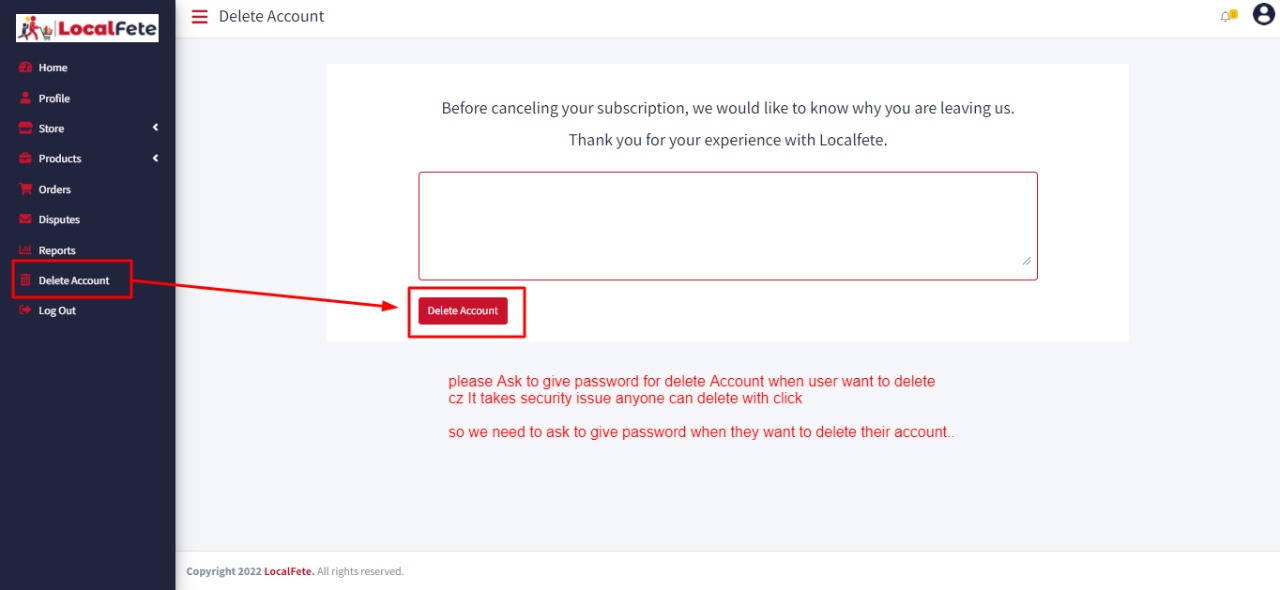 LocalFete
Delete Account
Home
Profile
Store
Products
Orders
Disputes
Reports
Delete Account
Log Out
Before canceling your subscription, we would like to know why you are leaving us.
Thank you for your experience with Localfete.
Delete Account
please Ask to give password for delete Account when user want to delete
cz It takes security issue anyone can delete with click
so we need to ask to give password when they want to delete their account..
Copyright 2022 LocalFete. All rights reserved.